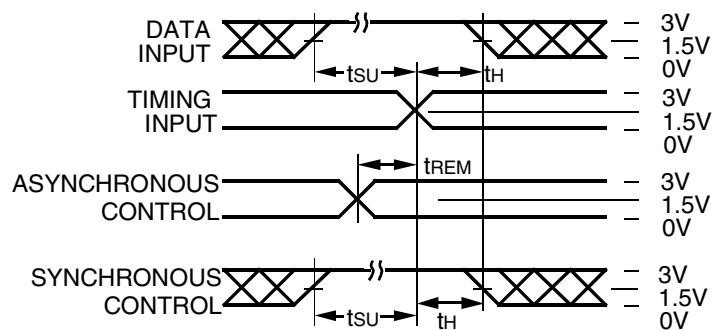 DATA
INPUT
tSU
tH
3V
1.5V
0V
TIMING
INPUT
3V
1.5V
0V
tREM
ASYNCHRONOUS
CONTROL
3V
1.5V
0V
SYNCHRONOUS
CONTROL
tSU
tH
3V
1.5V
0V